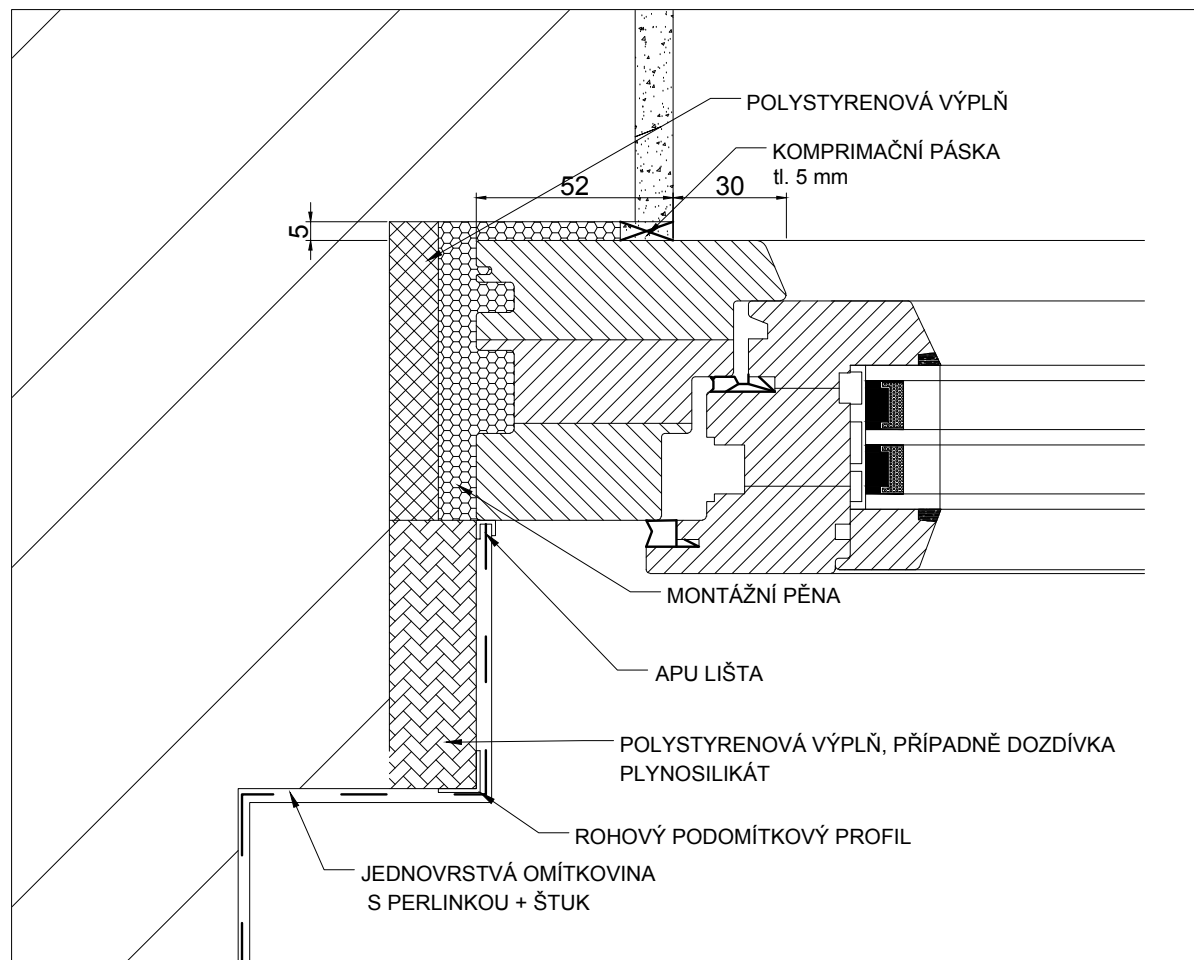 POLYSTYRENOVÁ VÝPLŇ
KOMPRIMAČNÍ PÁSKA
tl. 5 mm
52
30
5
MONTÁŽNÍ PĚNA
APU LIŠTA
POLYSTYRENOVÁ VÝPLŇ, PŘÍPADNĚ DOZDÍVKA
PLYNOSILIKÁT
ROHOVÝ PODOMÍTKOVÝ PROFIL
JEDNOVRSTVÁ OMÍTKOVINA
S PERLINKOU + ŠTUK